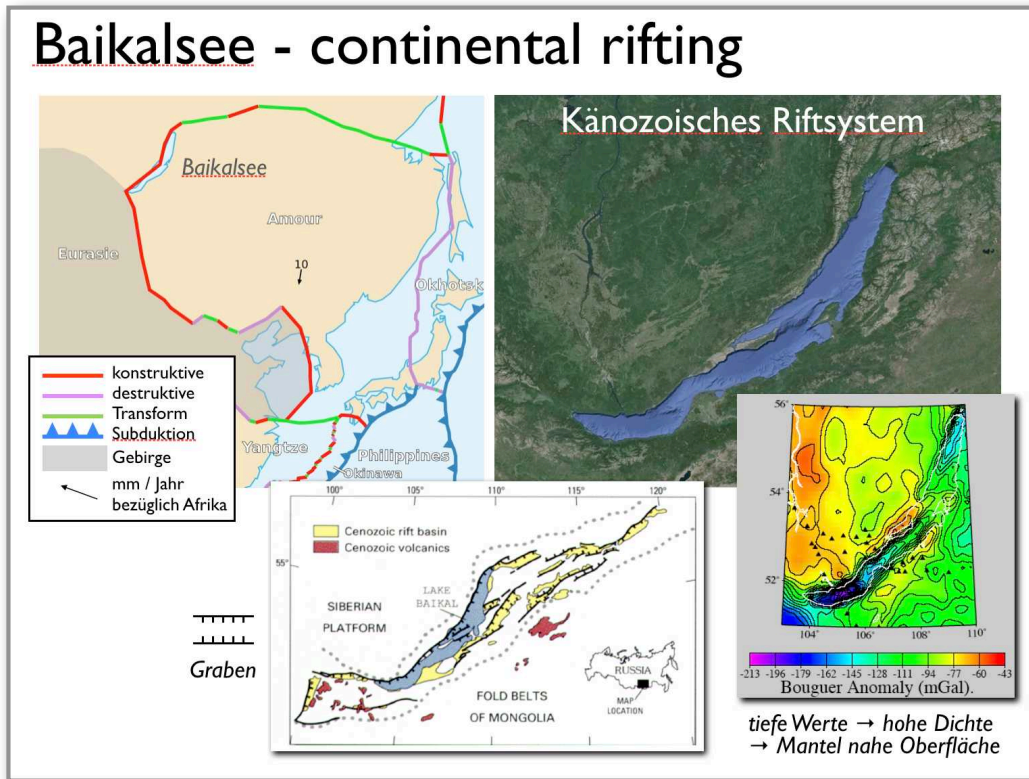 Baikalsee - continental rifting
Baikalsee
Amour
Eurasie
10
Okhotsk
Yangtze
Philippines
Okinawa
konstruktive
destruktive
Transform
Subduktion
Gebirge
mm / Jahr
bezüglich Afrika
Känozoisches Riftsystem
100°
105°
110°
115°
120°
55°
Cenozoic rift basin
Cenozoic volcanics
LAKE
BAIKAL
SIBERIAN
PLATFORM
FOLD BELTS
OF MONGOLIA
RUSSIA
MAP
LOCATION
Graben
56°
54°
52°
104°
106°
108°
110°
-213 -196 -179 -162 -145 -128 -111 -94 -77 -60 -43
Bouguer Anomaly (mGal).
tiefe Werte → hohe Dichte
→ Mantel nahe Oberfläche